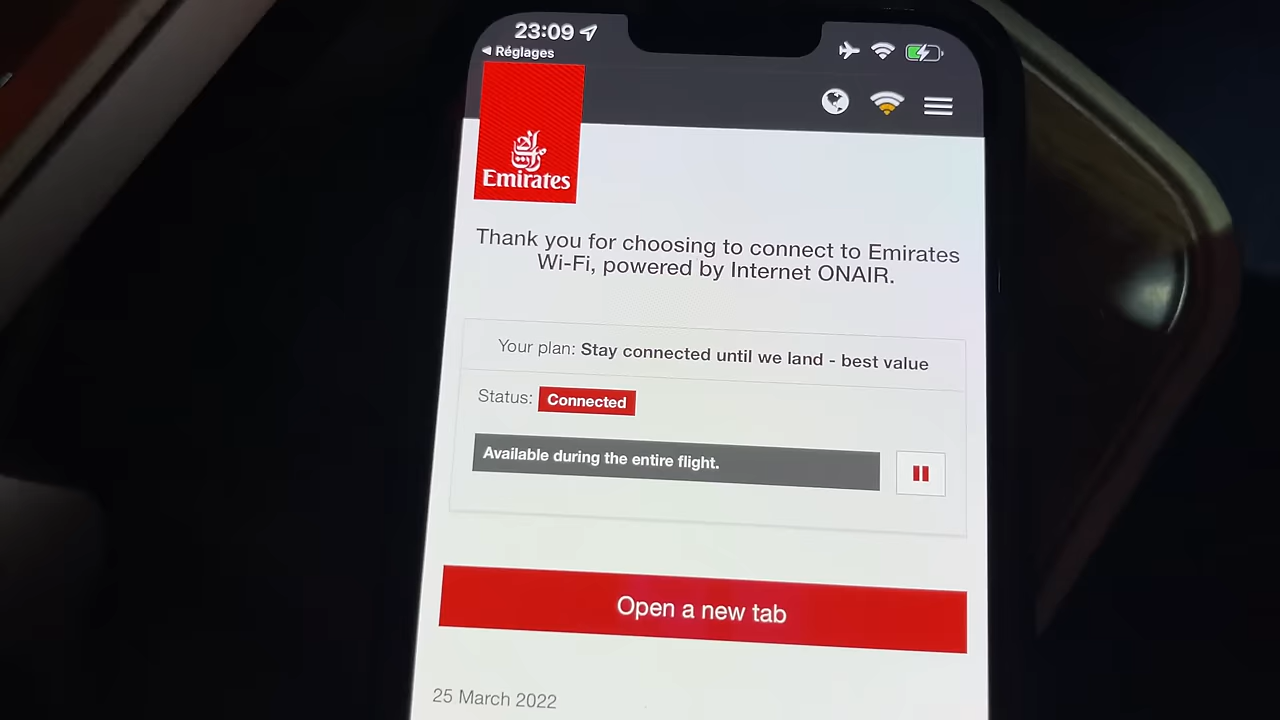 23:09
Réglages
Emirates
Thank you for choosing to connect to Emirates
Wi-Fi, powered by Internet ONAIR.
Your plan: Stay connected until we land - best value
Status: Connected
Available during the entire flight.
Open a new tab
25 March 2022